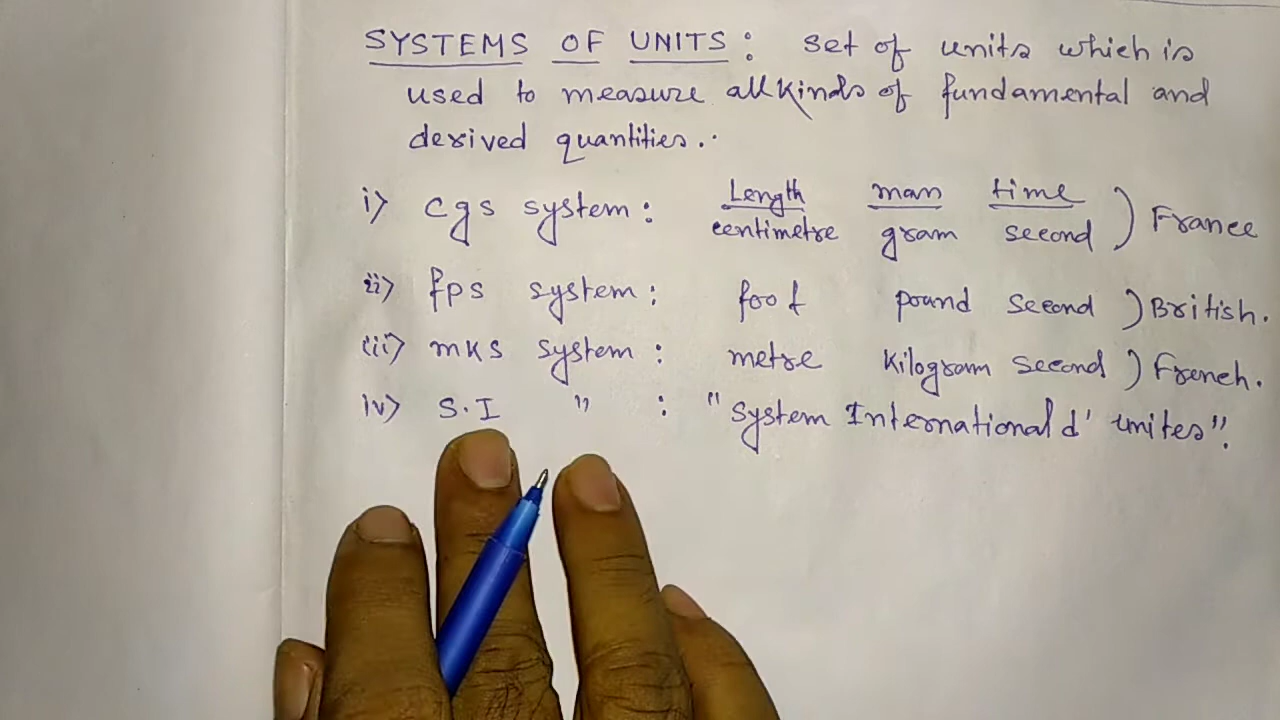 SYSTEMS OF UNITS : set of units which is
used to measure all kinds of fundamental and
derived quantities.
Length mass time
i) cgs system : centimetre gram second ) France
ii) fps system : foot pound second ) British.
iii) mks system : metre kilogram second ) French.
iv) S.I " : "System International d' unites".